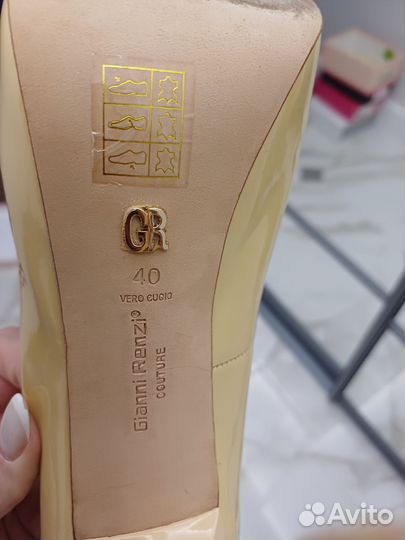 GR
40
VERO CUOIO
Gianni Renzi®
COUTURE
Avito